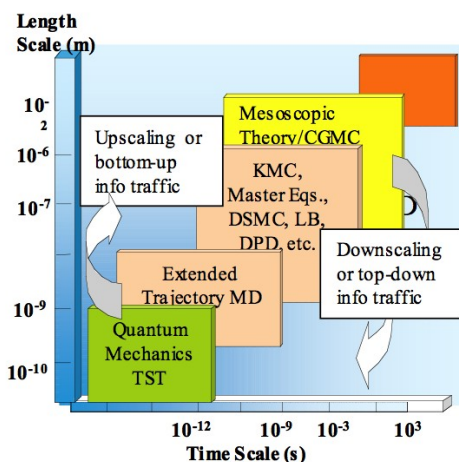 Length
Scale (m)
10-2
10-6
10-7
10-9
10-10
Upscaling or
bottom-up
info traffic
Mesoscopic
Theory/CGMC
KMC,
Master Eqs.,
DSMC, LB,
DPD, etc.
Downscaling
or top-down
info traffic
Extended
Trajectory MD
Quantum
Mechanics
TST
10-12
10-9
10-3
103
Time Scale (s)